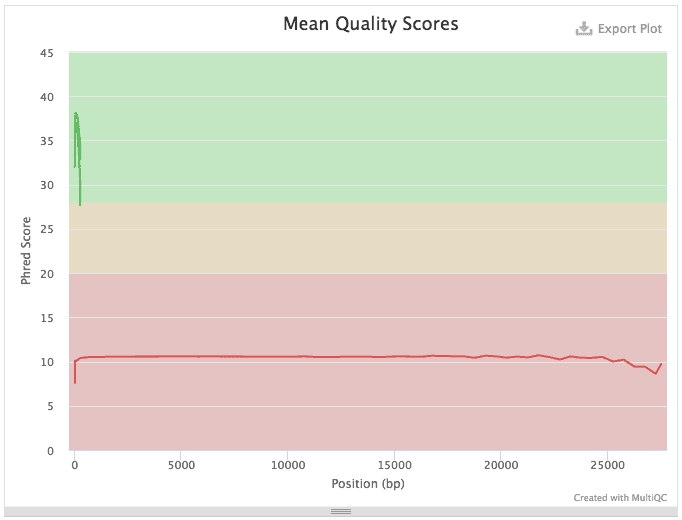 Mean Quality Scores
Export Plot
45
40
35
30
25
20
15
10
5
0
Phred Score
0 5000 10000 15000 20000 25000
Position (bp)
Created with MultiQC